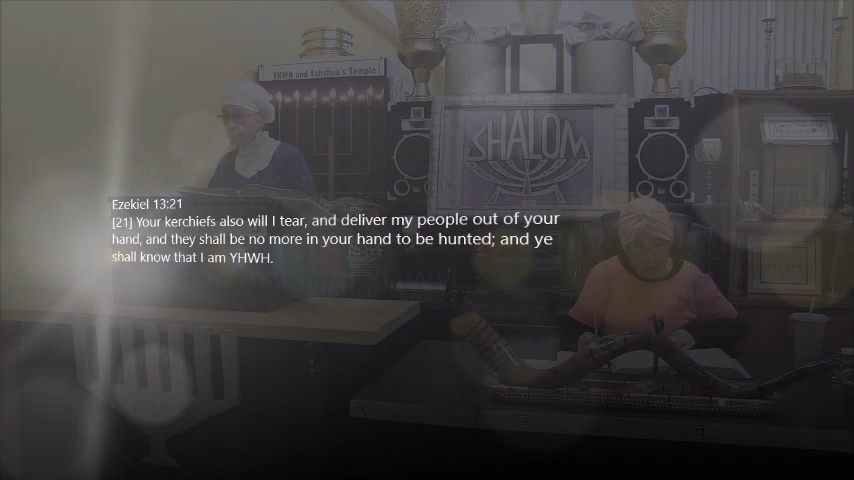 YHWH and Yahshua's Temple
SHALOM
Ezekiel 13:21
[21] Your kerchiefs also will I tear, and deliver my people out of your
hand, and they shall be no more in your hand to be hunted; and ye
shall know that I am YHWH.